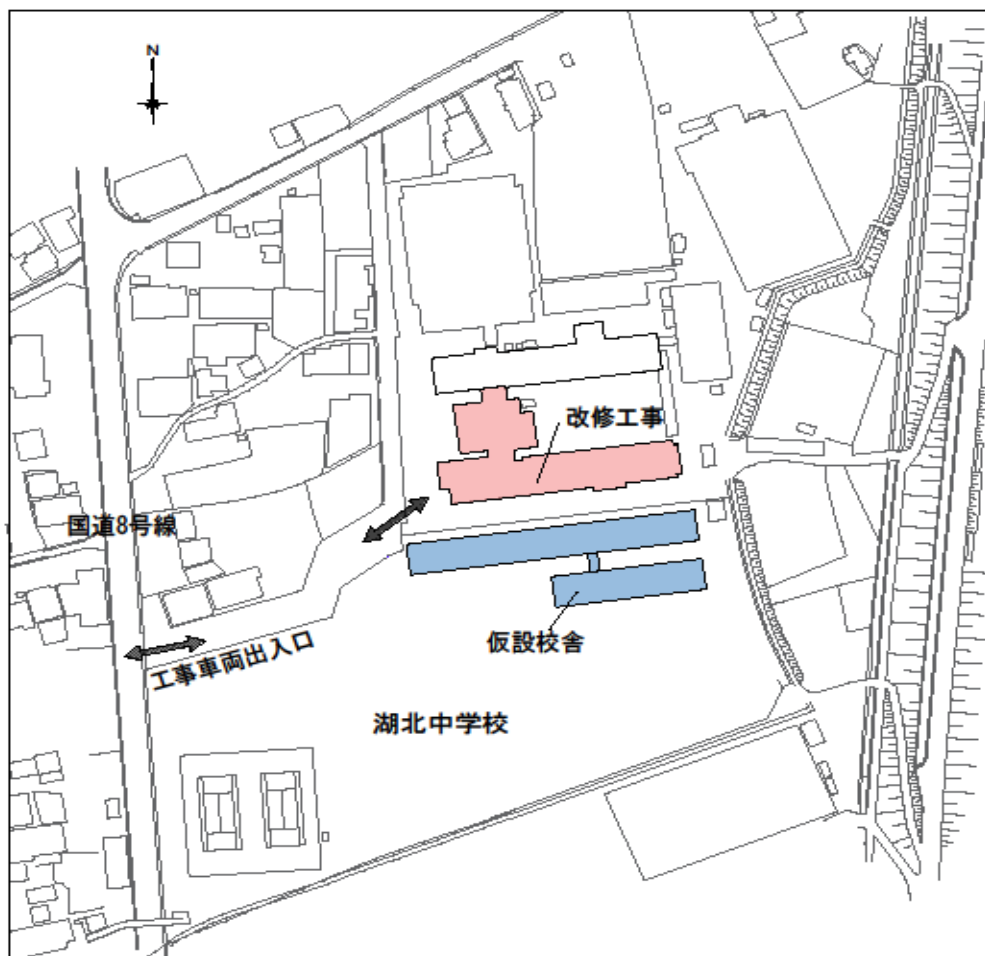 N
改修工事
国道8号線
仮設校舎
工事車両出入口
湖北中学校